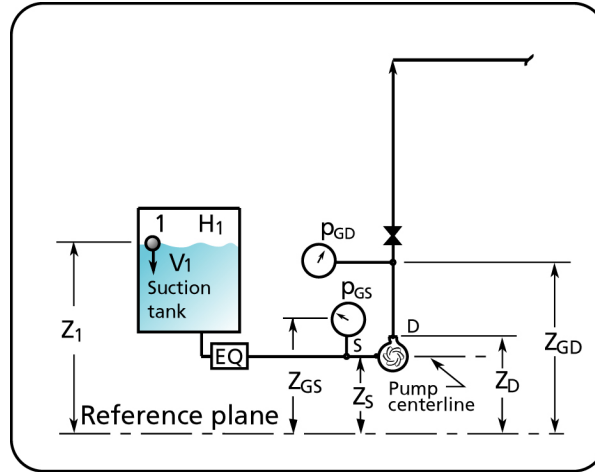 1 H₁
V₁
Suction
tank
Z₁
EQ
pGD
pGS
S
D
ZGS
ZS
Pump
centerline
ZD
ZGD
Reference plane